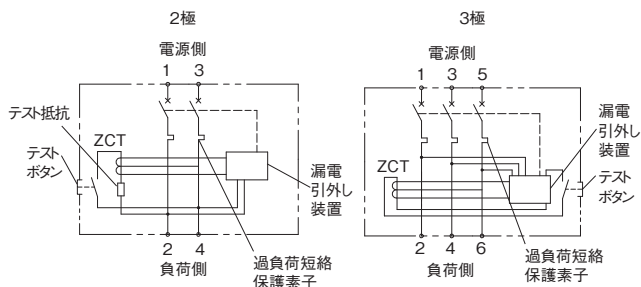 2極
電源側
1 3
テスト抵抗
ZCT
テスト
ボタン
漏電
引外し
装置
2 4
負荷側
過負荷短絡
保護素子
3極
電源側
1 3 5
ZCT
漏電
引外し
装置
テスト
ボタン
2 4 6
負荷側
過負荷短絡
保護素子